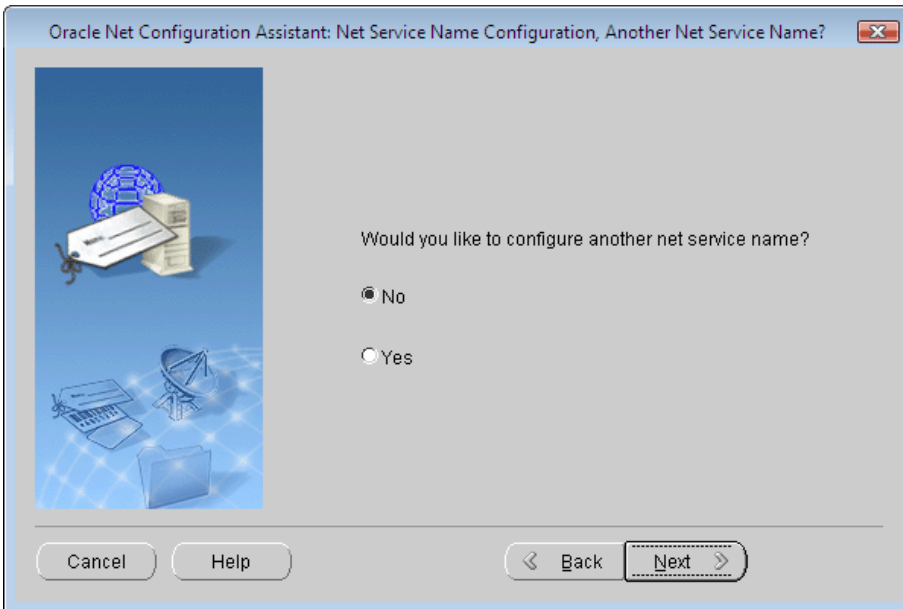 Oracle Net Configuration Assistant: Net Service Name Configuration, Another Net Service Name?
Would you like to configure another net service name?
No
Yes
Cancel
Help
Back
Next